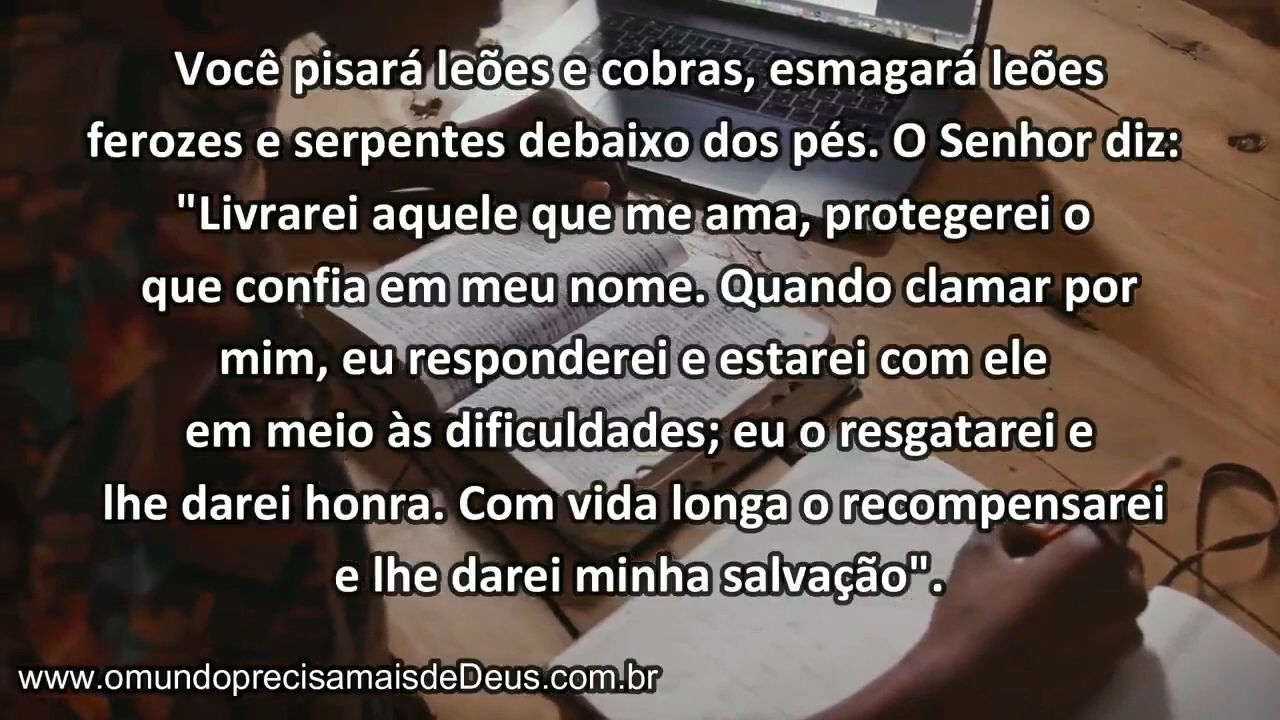 Você pisará leões e cobras, esmagará leões
ferozes e serpentes debaixo dos pés. O Senhor diz:
"Livrarei aquele que me ama, protegerei o
que confia em meu nome. Quando clamar por
mim, eu responderei e estarei com ele
em meio às dificuldades; eu o resgatarei e
lhe darei honra. Com vida longa o recompensarei
e lhe darei minha salvação".
www.omundoprecisamaisdeDeus.com.br